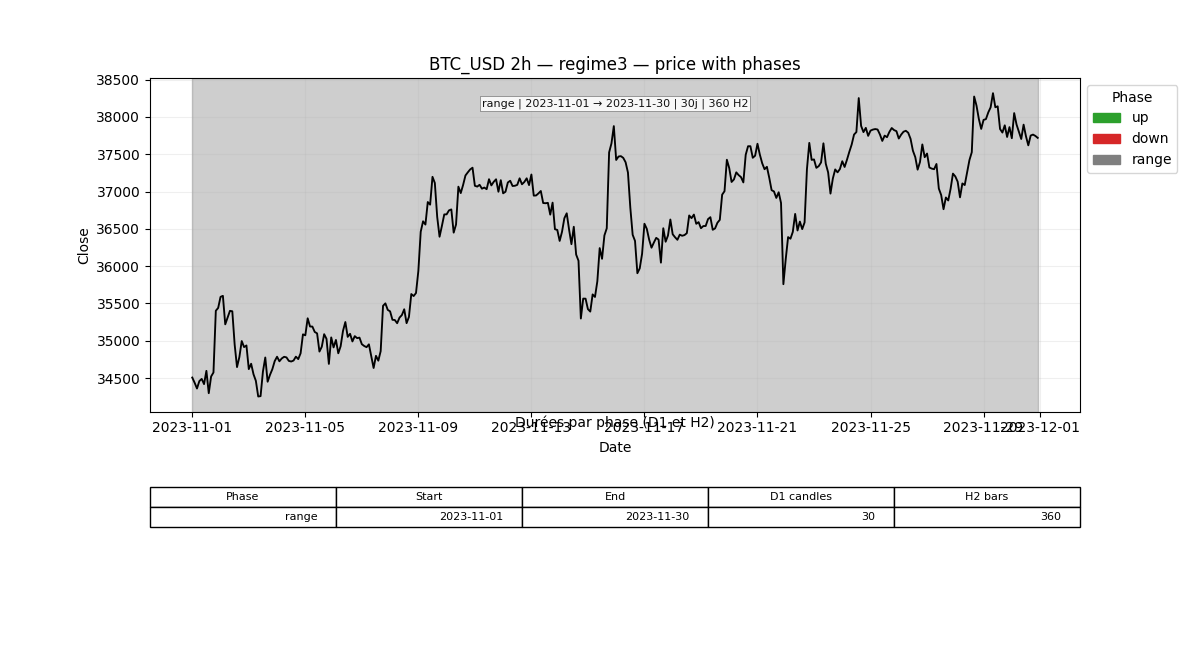 BTC_USD 2h — regime3 — price with phases
38500
38000
37500
37000
36500
36000
35500
35000
34500
Close
range | 2023-11-01 → 2023-11-30 | 30j | 360 H2
Phase
up
down
range
Durées par phase (D1 et H2)
2023-11-01 2023-11-05 2023-11-09 2023-11-13 2023-11-17 2023-11-21 2023-11-25 2023-11-29 2023-12-01
Date
Phase Start End D1 candles H2 bars
range 2023-11-01 2023-11-30 30 360